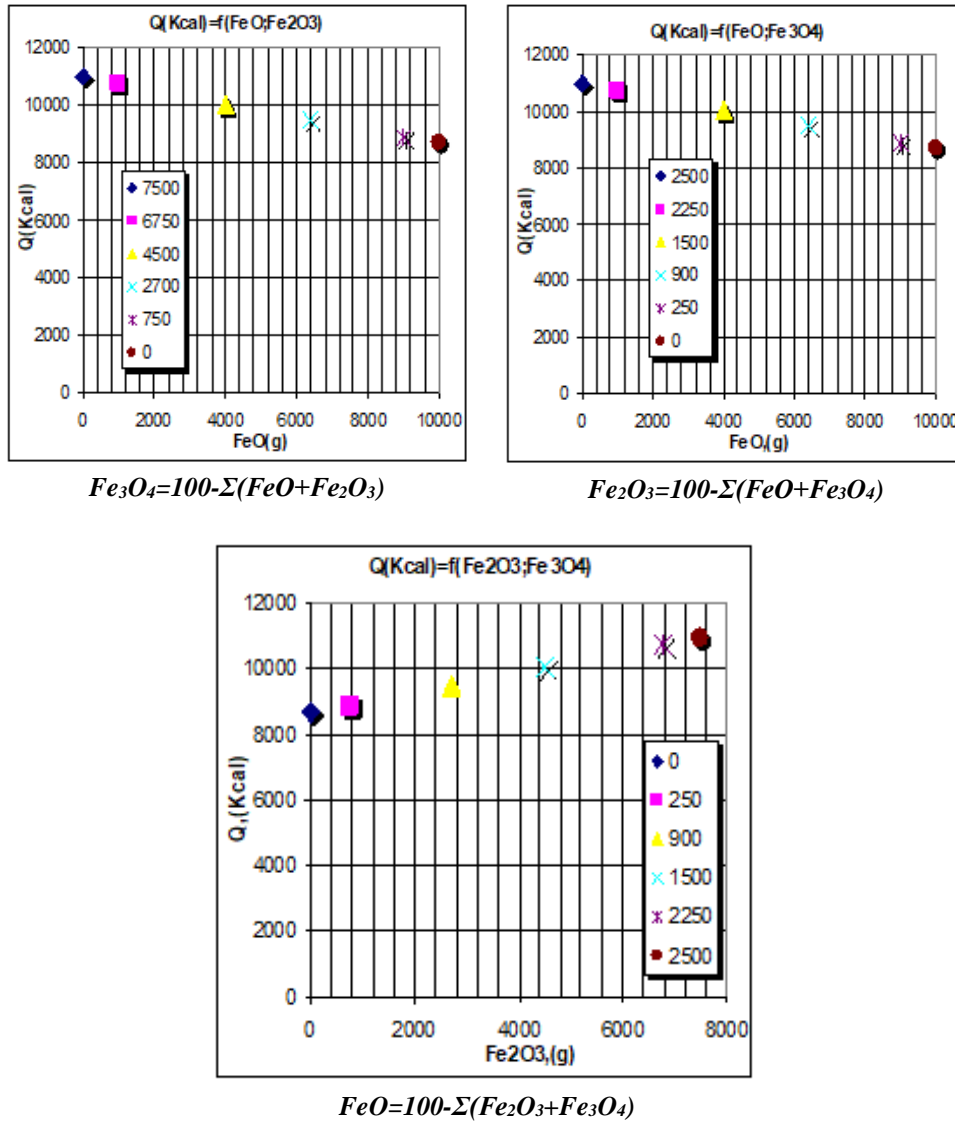 Q(Kcal)=f(FeO;Fe2O3)
12000
10000
8000
6000
4000
2000
0
Q(Kcal)
7500
6750
4500
2700
750
0
0 2000 4000 6000 8000 10000
FeO(g)
Fe₃O₄=100-Σ(FeO+Fe₂O₃)
Q(Kcal)=f(FeO;Fe3O4)
12000
10000
8000
6000
4000
2000
0
Q(Kcal)
2500
2250
1500
900
250
0
0 2000 4000 6000 8000 10000
FeO,(g)
Fe₂O₃=100-Σ(FeO+Fe₃O₄)
Q(Kcal)=f(Fe2O3;Fe3O4)
12000
10000
8000
6000
4000
2000
0
Q,(Kcal)
0
250
900
1500
2250
2500
0 2000 4000 6000 8000
Fe2O3,(g)
FeO=100-Σ(Fe₂O₃+Fe₃O₄)